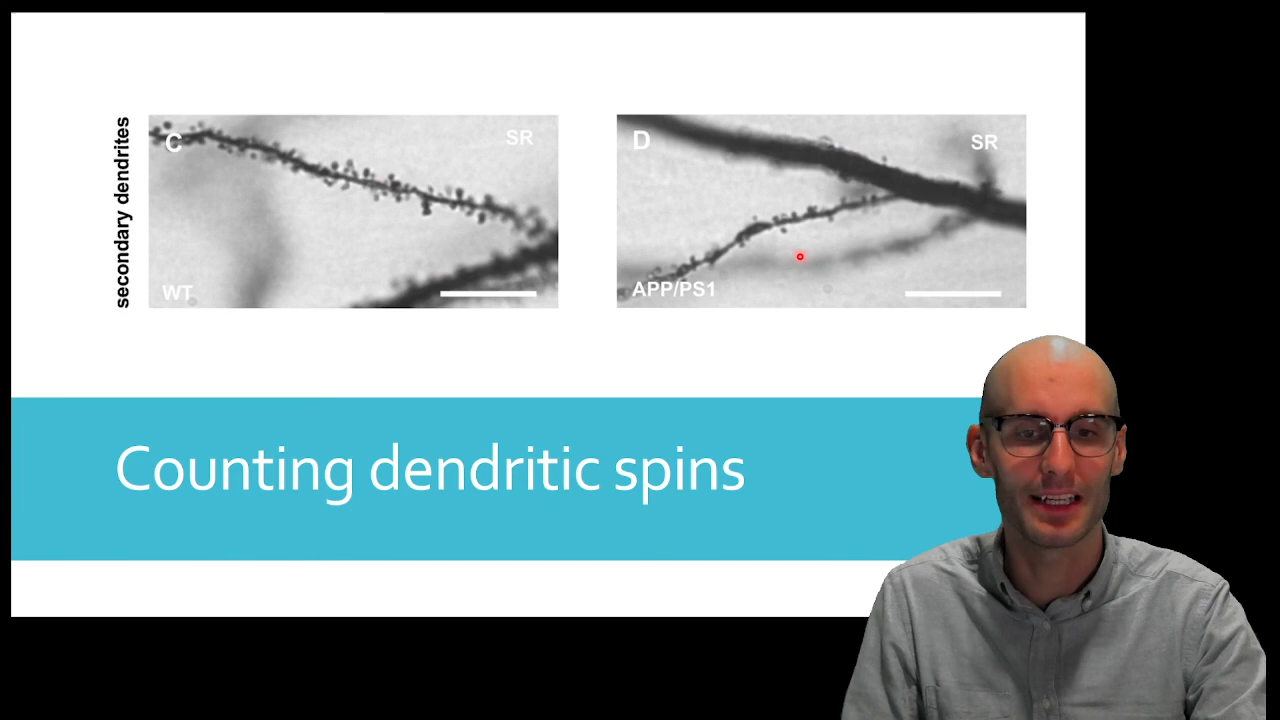 secondary dendrites
C
SR
WT
D
SR
APP/PS1
Counting dendritic spins